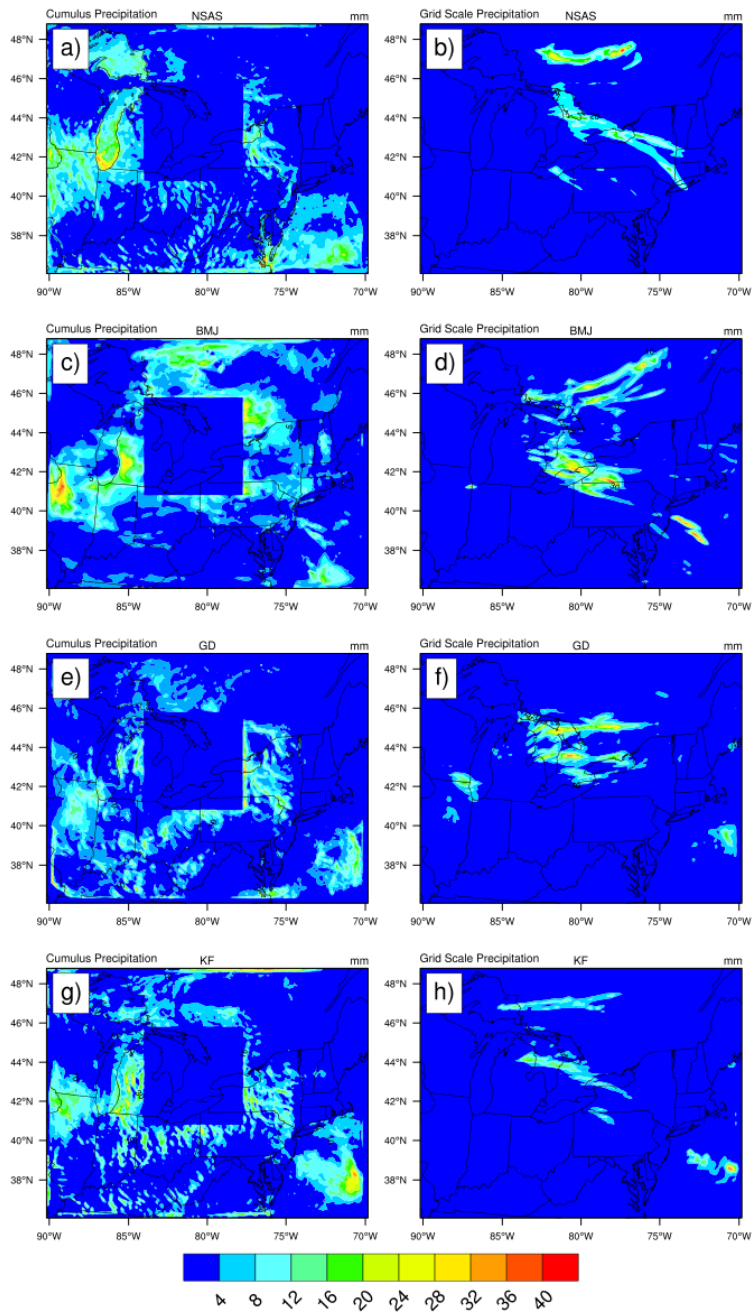 Cumulus Precipitation NSAS mm
a)
48°N
46°N
44°N
42°N
40°N
38°N
90°W 85°W 80°W 75°W 70°W
Grid Scale Precipitation NSAS mm
b)
48°N
46°N
44°N
42°N
40°N
38°N
90°W 85°W 80°W 75°W 70°W
Cumulus Precipitation BMJ mm
c)
48°N
46°N
44°N
42°N
40°N
38°N
90°W 85°W 80°W 75°W 70°W
Grid Scale Precipitation BMJ mm
d)
48°N
46°N
44°N
42°N
40°N
38°N
90°W 85°W 80°W 75°W 70°W
Cumulus Precipitation GD mm
e)
48°N
46°N
44°N
42°N
40°N
38°N
90°W 85°W 80°W 75°W 70°W
Grid Scale Precipitation GD mm
f)
48°N
46°N
44°N
42°N
40°N
38°N
90°W 85°W 80°W 75°W 70°W
Cumulus Precipitation KF mm
g)
48°N
46°N
44°N
42°N
40°N
38°N
90°W 85°W 80°W 75°W 70°W
Grid Scale Precipitation KF mm
h)
48°N
46°N
44°N
42°N
40°N
38°N
90°W 85°W 80°W 75°W 70°W
4 8 12 16 20 24 28 32 36 40